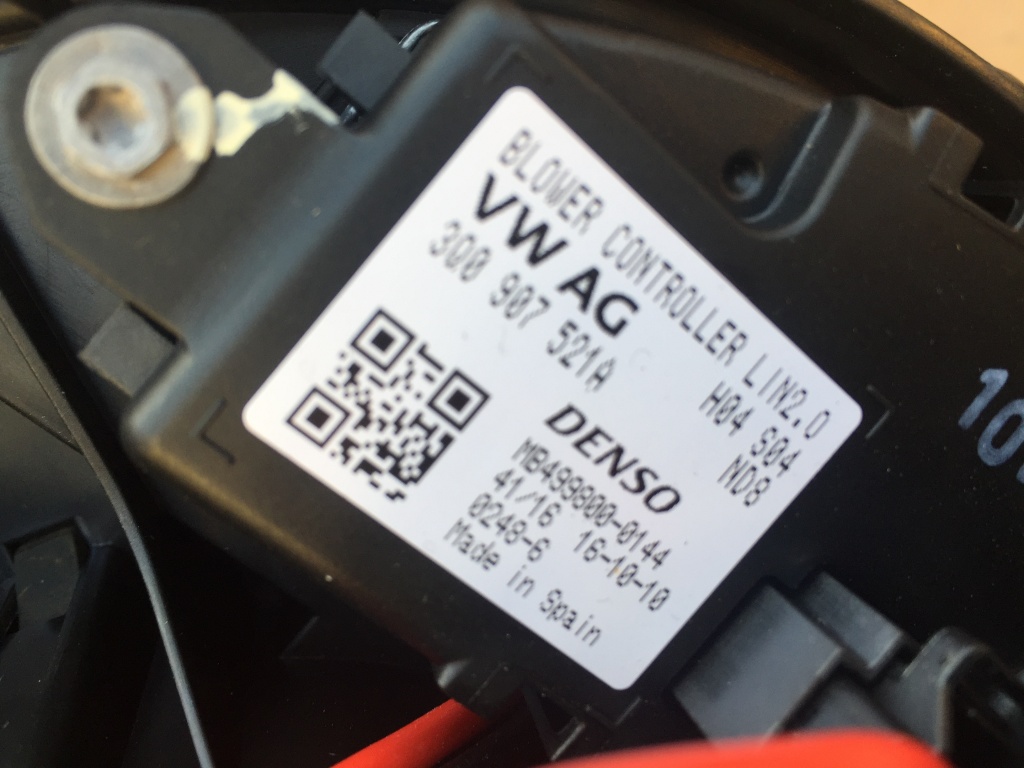 BLOWER CONTROLLER LIN2.0
VW AG
H04 S04
3Q0 907 521A
ND8
DENSO
MB499800-0144
41/16 16-10-10
0248-6
Made in Spain